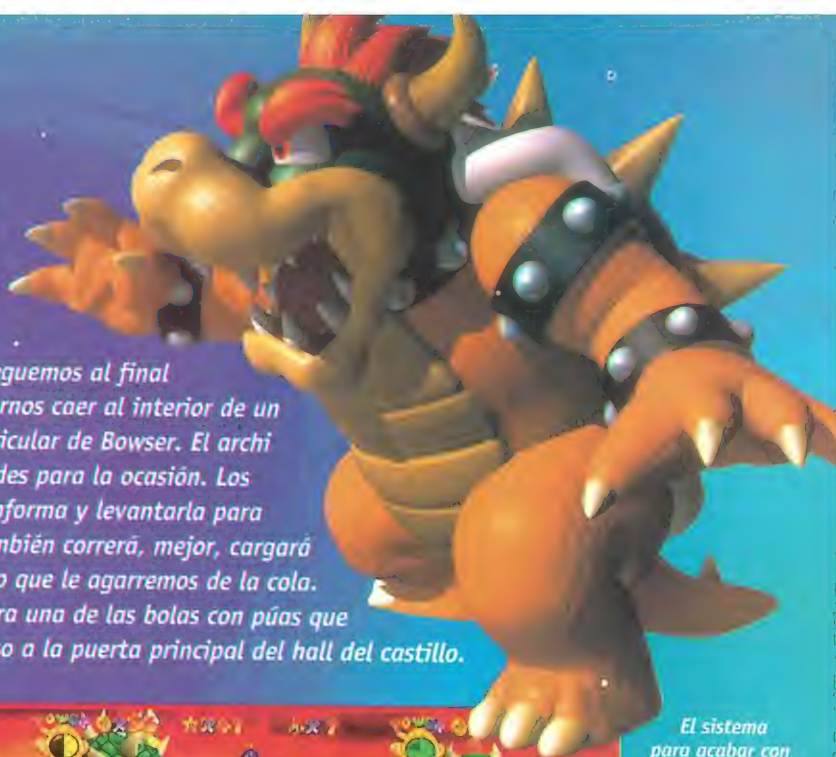 eguemos al final
rnos caer al interior de un
icular de Bowser. El archi
des para la ocasión. Los
forma y levantarla para
mbién correrá, mejor, cargará
o que le agarremos de la cola.
ra una de las bolas con púas que
o a la puerta principal del hall del castillo.
El sistema
para acabar con